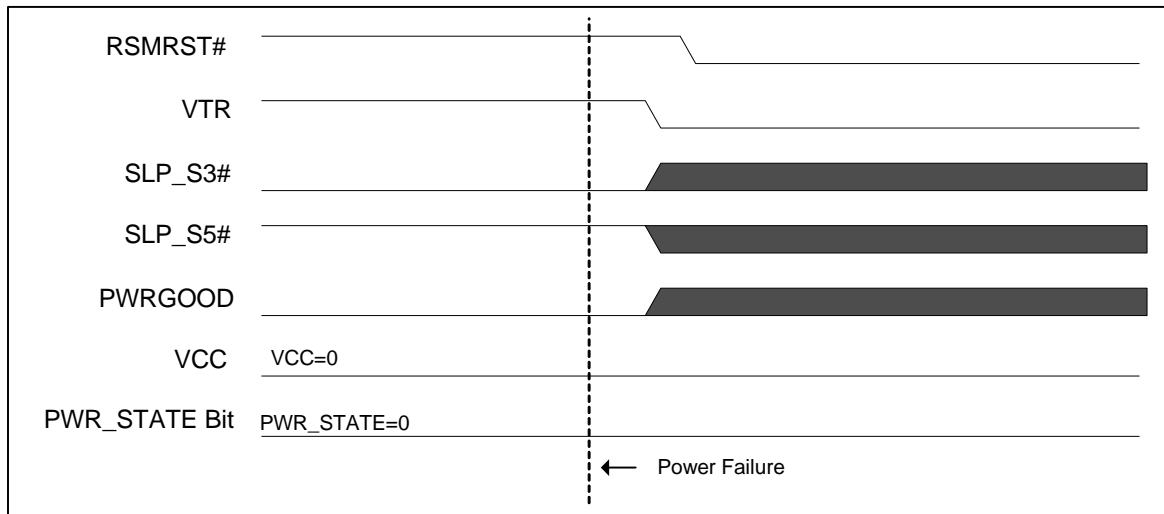 RSMRST#
VTR
SLP_S3#
SLP_S5#
PWRGOOD
VCC VCC=0
PWR_STATE Bit PWR_STATE=0
Power Failure